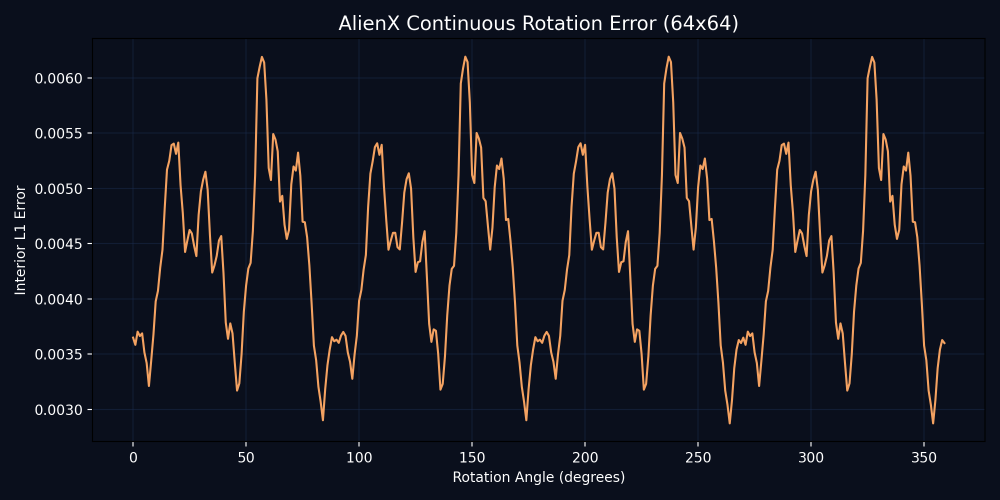 AlienX Continuous Rotation Error (64x64)
Interior L1 Error
0.0060
0.0055
0.0050
0.0045
0.0040
0.0035
0.0030
0 50 100 150 200 250 300 350
Rotation Angle (degrees)